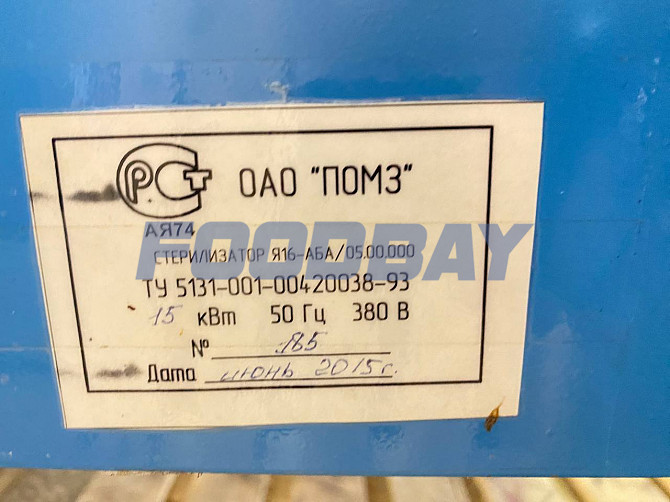 РСТ ОАО "ПОМЗ"
АЯ74
FOODBAY
СТЕРИЛИЗАТОР Я16-АБА/05.00.000
ТУ 5131-001-00420038-93
15 кВт 50 Гц 380 В
№ 185
Дата июнь 2015г.